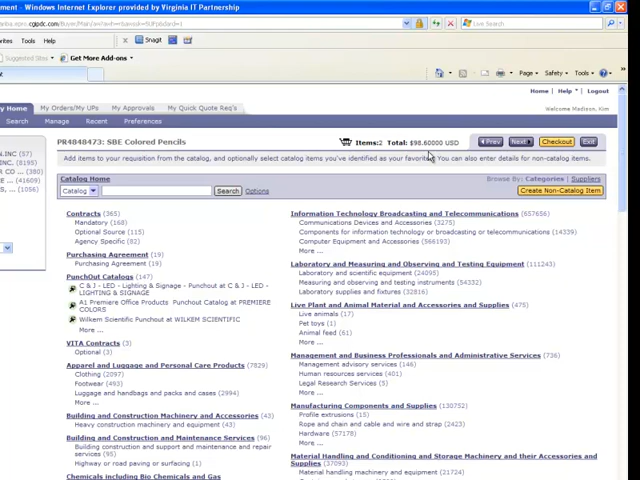 ment - Windows Internet Explorer provided by Virginia IT Partnership
.cgipdc.com/Buyer/Main/
Live Search
orites Tools Help
Snagit
Suggested Sites Get More Add-ons
Page Safety Tools
Home | Help | Logout
y Home My Orders/My UPs My Approvals My Quick Quote Req's
Welcome Madison, Kim
Search Manage Recent Preferences
.INC (57)
INC. (8195)
CO ... (380)
... (41609)
... (1056)
PR4848473: SBE Colored Pencils
Items:2 Total: $98.60000 USD
Prev Next Checkout Exit
Add items to your requisition from the catalog, and optionally select catalog items you've identified as your favorites. You can also enter details for non-catalog items.
Catalog Home
Browse By: Categories | Suppliers
Catalog Search Options
Create Non-Catalog Item
Contracts (365)
Mandatory (168)
Optional Source (115)
Agency Specific (82)
Purchasing Agreement (19)
Purchasing Agreement (19)
PunchOut Catalogs (147)
C & J - LED - Lighting & Signage - Punchout at C & J - LED -
LIGHTING & SIGNAGE
A1 Premiere Office Products Punchout Catalog at PREMIERE
COLORS
Wilkem Scientific Punchout at WILKEM SCIENTIFIC
More ...
VITA Contracts (3)
Optional (3)
Apparel and Luggage and Personal Care Products (7829)
Clothing (2097)
Footwear (493)
Luggage and handbags and packs and cases (2994)
More ...
Building and Construction Machinery and Accessories (43)
Heavy construction machinery and equipment (43)
Building and Construction and Maintenance Services (96)
Building and construction and support and maintenance and repair
services (95)
Highway or road paving or surfacing (1)
Chemicals including Bio Chemicals and Gas
Information Technology Broadcasting and Telecommunications (657656)
Communications Devices and Accessories (3275)
Components for information technology or broadcasting or telecommunications (14339)
Computer Equipment and Accessories (566193)
More ...
Laboratory and Measuring and Observing and Testing Equipment (111243)
Laboratory and scientific equipment (24095)
Measuring and observing and testing instruments (54332)
Laboratory supplies and fixtures (32816)
Live Plant and Animal Material and Accessories and Supplies (475)
Live animals (17)
Pet toys (1)
Animal feed (61)
More ...
Management and Business Professionals and Administrative Services (736)
Management advisory services (146)
Human resources services (401)
Legal Research Services (5)
More ...
Manufacturing Components and Supplies (130752)
Profile extrusions (15)
Rope and chain and cable and wire and strap (2423)
Hardware (57178)
More ...
Material Handling and Conditioning and Storage Machinery and their Accessories and
Supplies (37093)
Material handling machinery and equipment (21724)